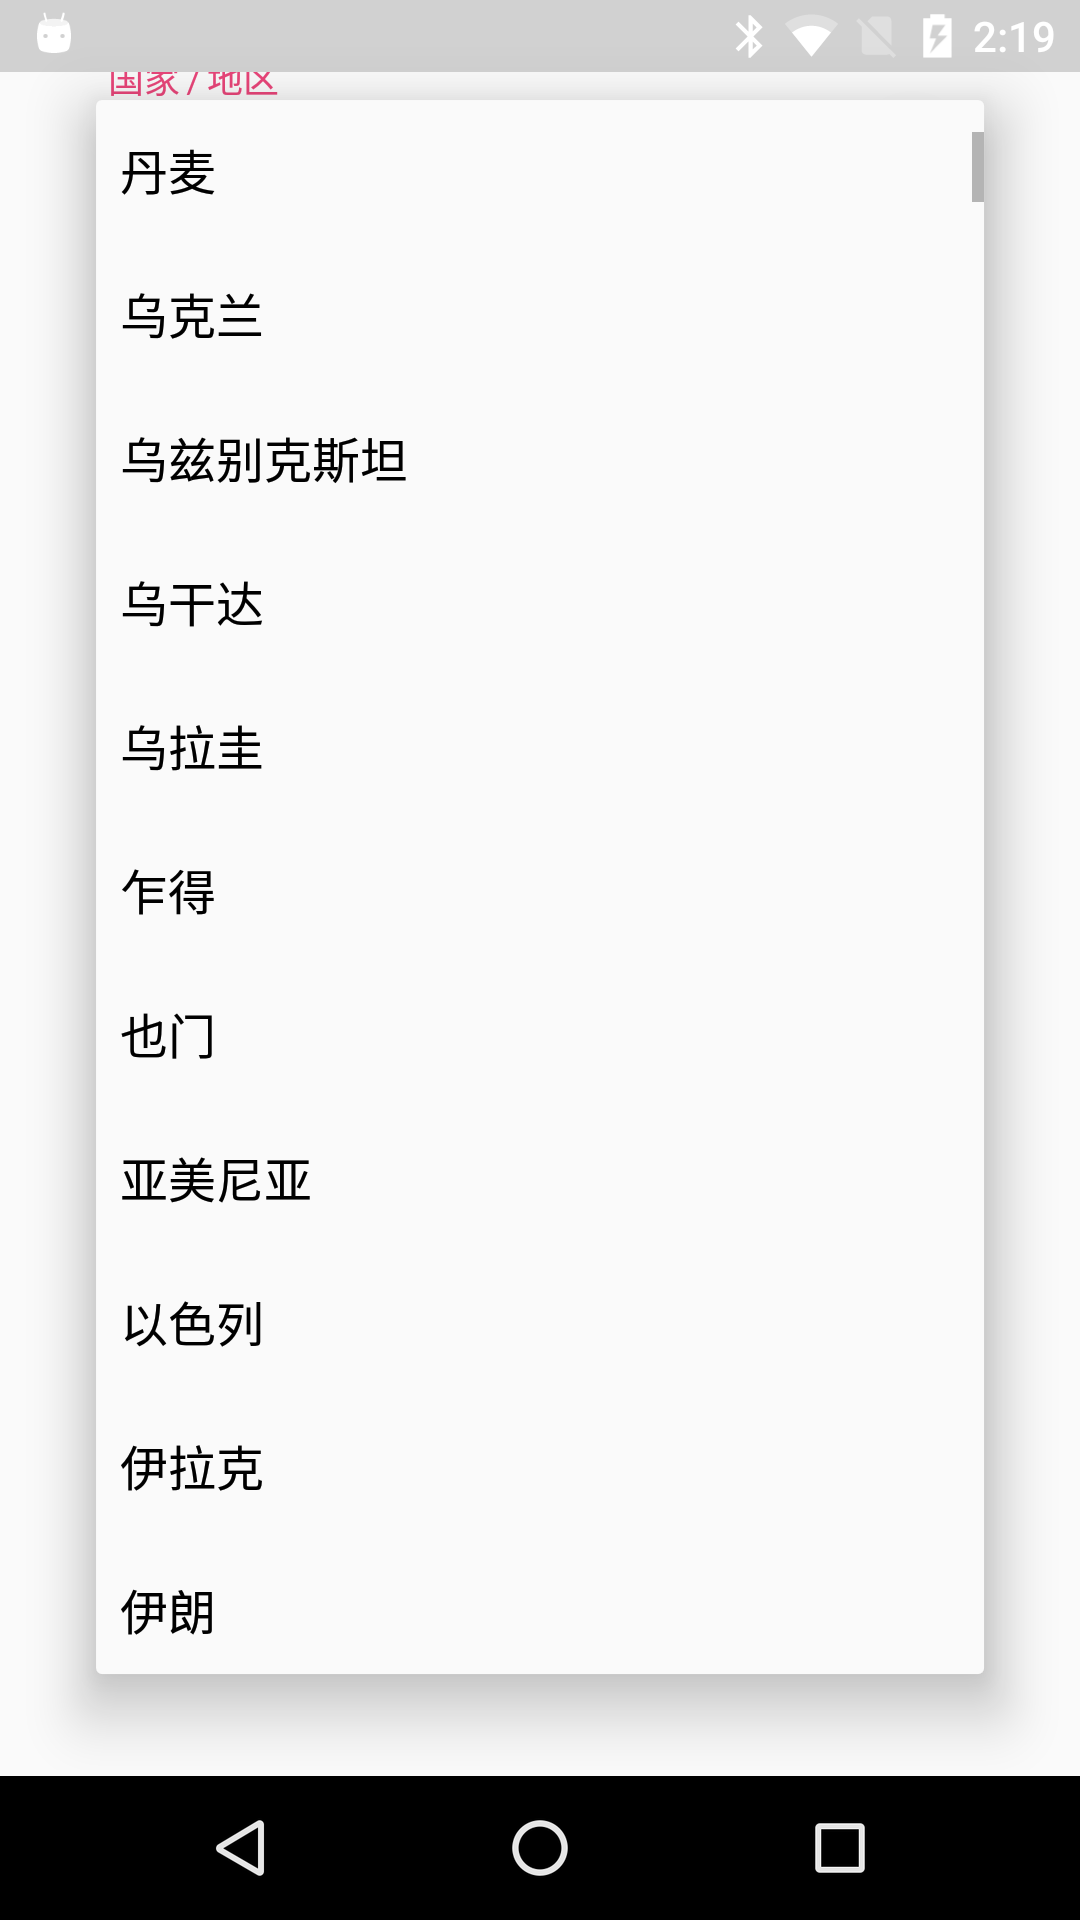 2:19
国家 / 地区
丹麦
乌克兰
乌兹别克斯坦
乌干达
乌拉圭
乍得
也门
亚美尼亚
以色列
伊拉克
伊朗